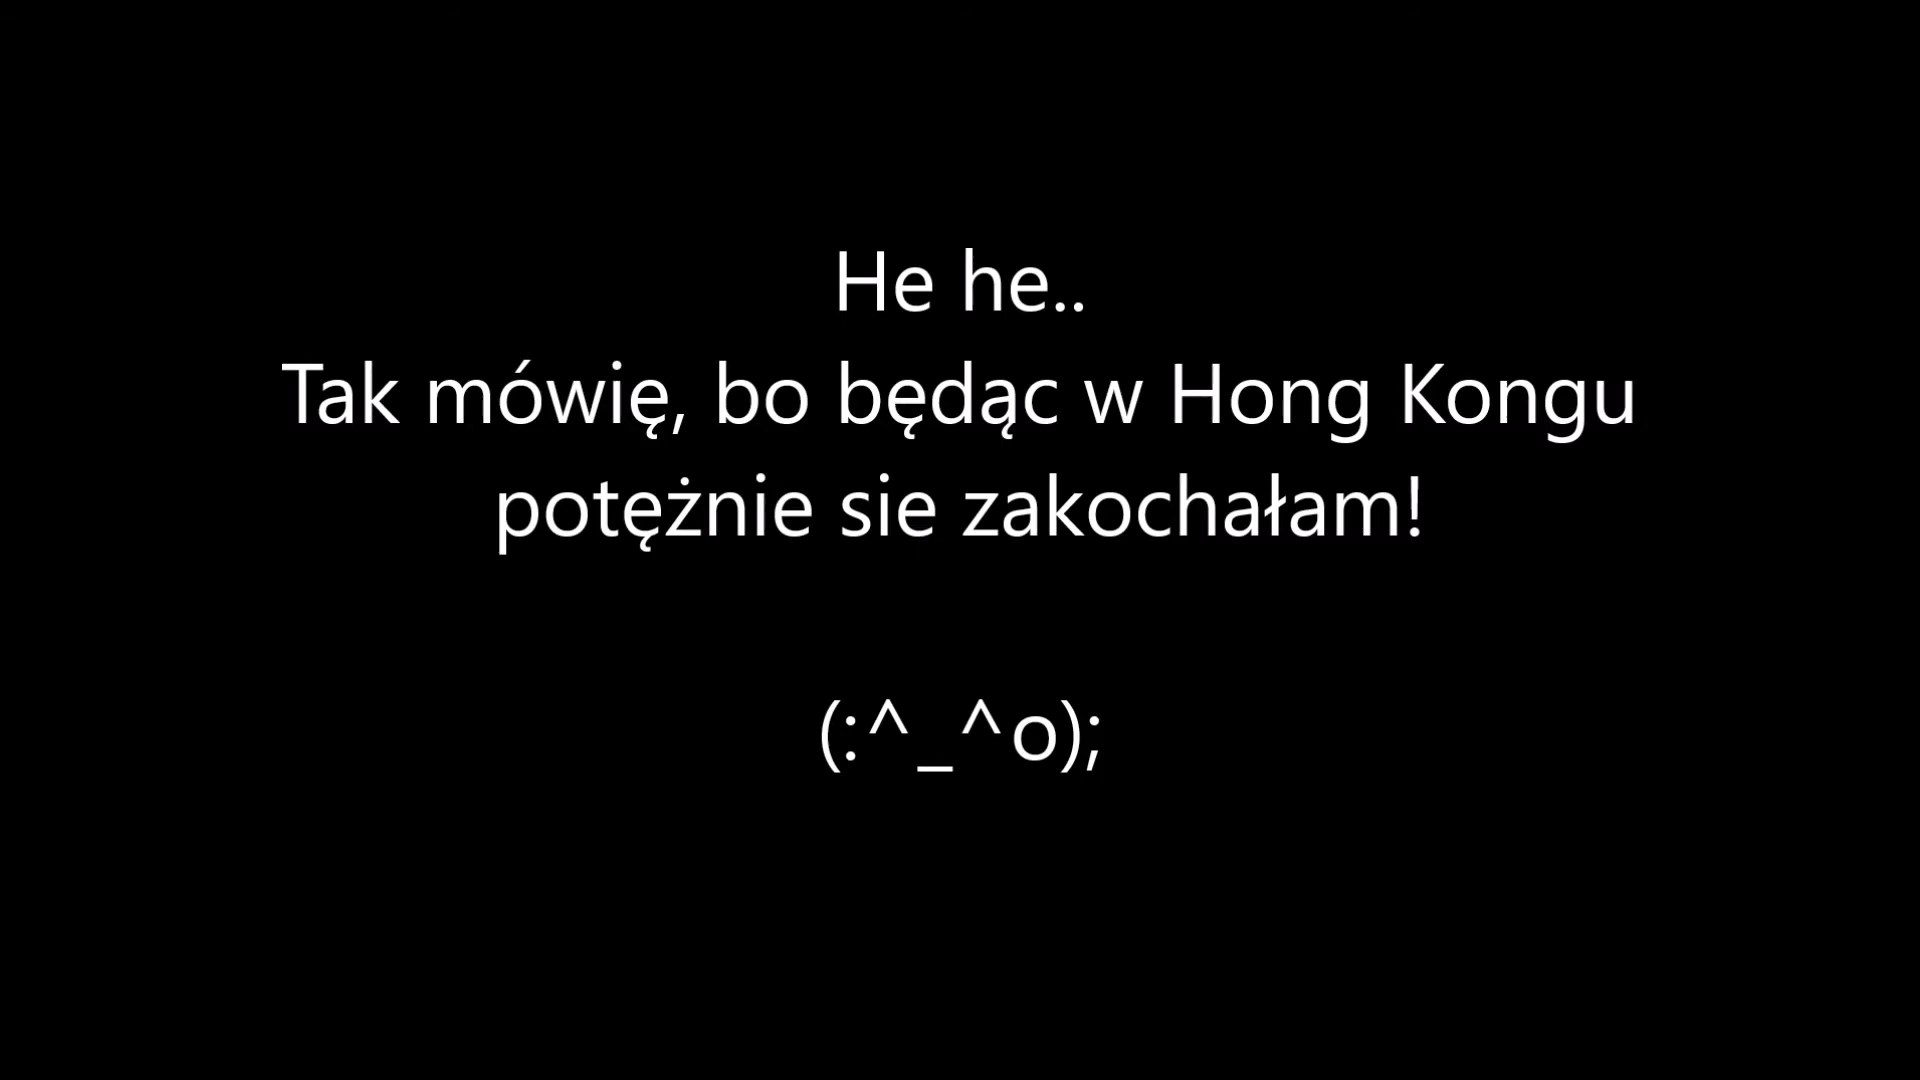 He he..
Tak mówię, bo będąc w Hong Kongu
potężnie sie zakochałam!
(:^_^o);